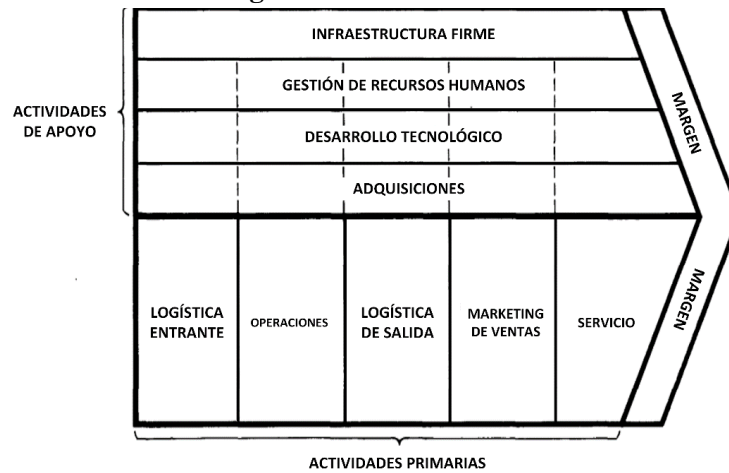 INFRAESTRUCTURA FIRME
GESTIÓN DE RECURSOS HUMANOS
DESARROLLO TECNOLÓGICO
ADQUISICIONES
ACTIVIDADES
DE APOYO
MARGEN
LOGÍSTICA
ENTRANTE
OPERACIONES
LOGÍSTICA
DE SALIDA
MARKETING
DE VENTAS
SERVICIO
MARGEN
ACTIVIDADES PRIMARIAS